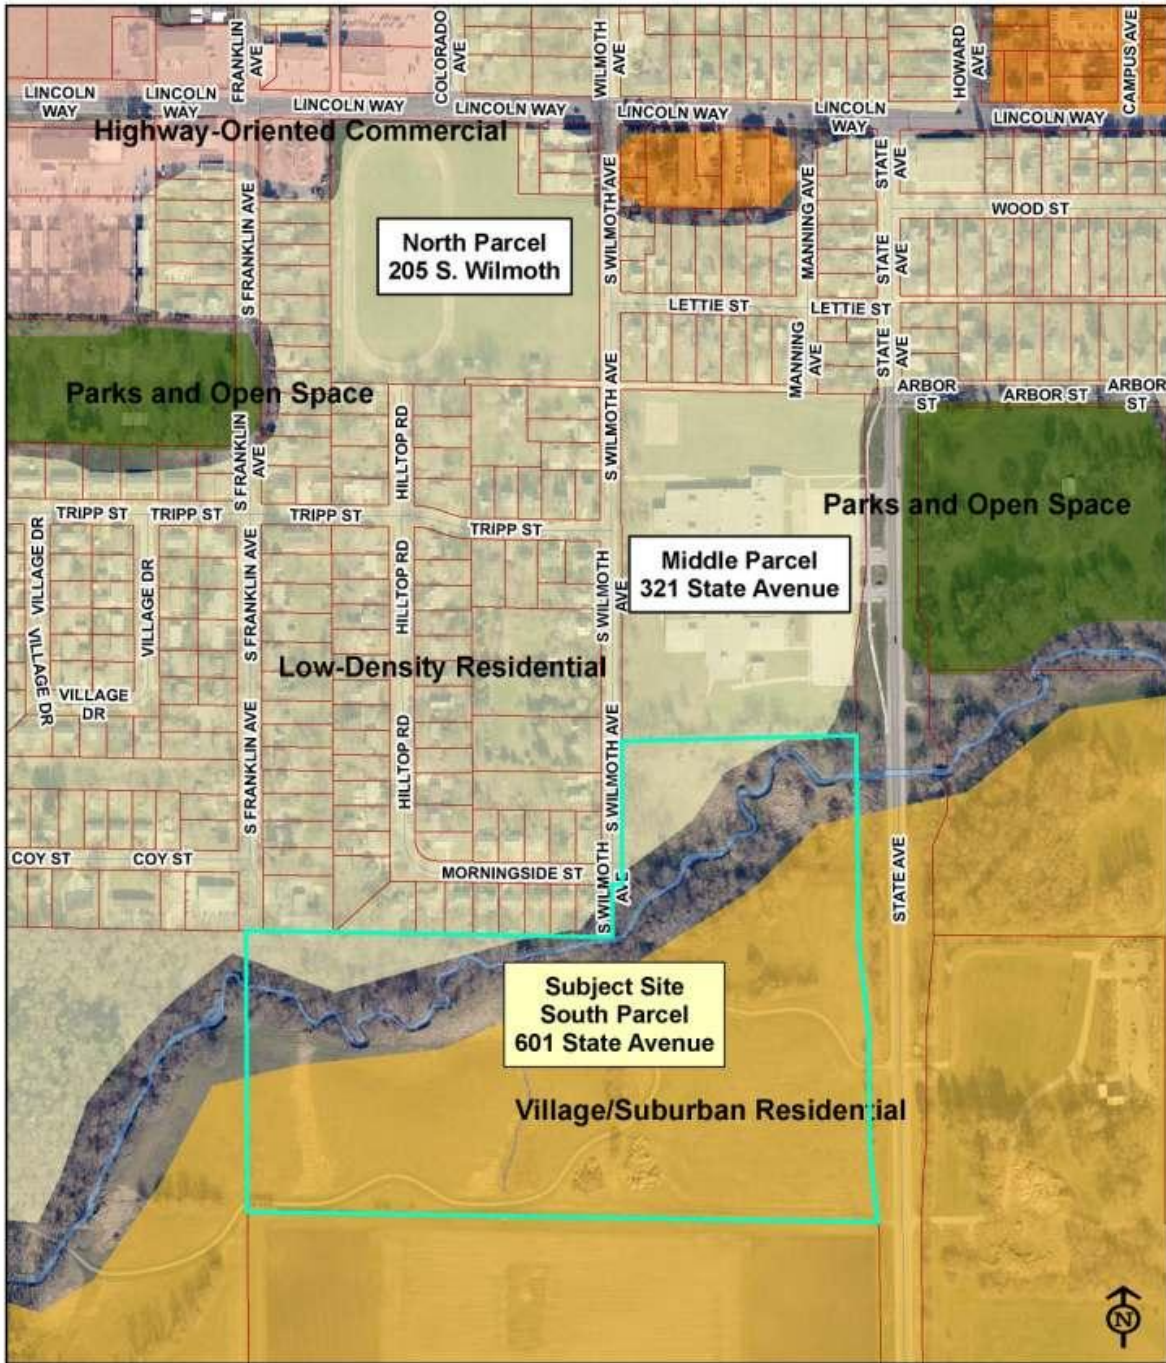 FRANKLIN
AVE
COLORADO
AVE
WILMOTH
AVE
HOWARD
AVE
CAMPUS AVE
LINCOLN
WAY
LINCOLN
WAY
LINCOLN WAY
LINCOLN WAY
LINCOLN WAY
LINCOLN
WAY
LINCOLN WAY
Highway-Oriented Commercial
STATE
AVE
S FRANKLIN AVE
S WILMOTH AVE
MANNING AVE
WOOD ST
North Parcel
205 S. Wilmoth
STATE
AVE
LETTIE ST
LETTIE ST
MANNING
AVE
STATE
AVE
S WILMOTH AVE
Parks and Open Space
ARBOR
ST
ARBOR ST
ARBOR
ST
HILLTOP RD
S FRANKLIN
AVE
Parks and Open Space
TRIPP ST
TRIPP ST
TRIPP ST
TRIPP ST
VILLAGE DR
VILLAGE DR
VILLAGE DR
S FRANKLIN AVE
HILLTOP RD
S WILMOTH
AVE
Middle Parcel
321 State Avenue
Low-Density Residential
VILLAGE
DR
S FRANKLIN AVE
HILLTOP RD
S WILMOTH AVE
COY ST
COY ST
MORNINGSIDE ST
S WILMOTH
AVE
STATE AVE
Subject Site
South Parcel
601 State Avenue
Village/Suburban Residential
N